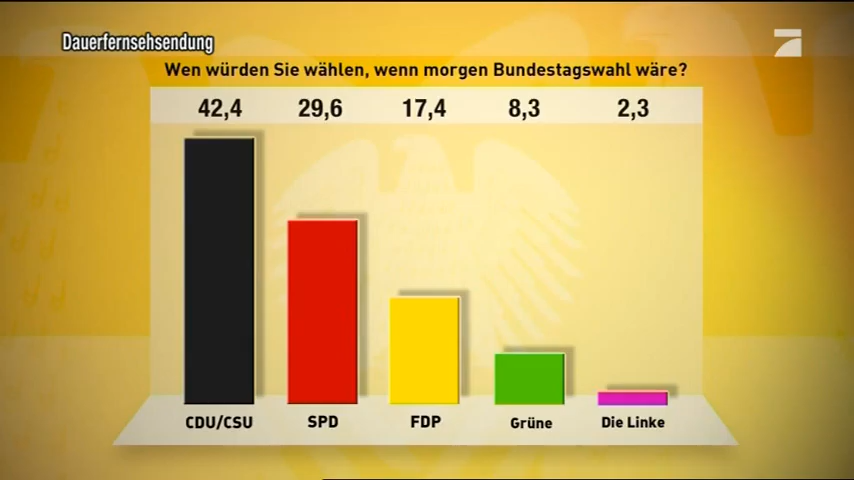 Dauerfernsehsendung
Wen würden Sie wählen, wenn morgen Bundestagswahl wäre?
42,4 29,6 17,4 8,3 2,3
CDU/CSU SPD FDP Grüne Die Linke